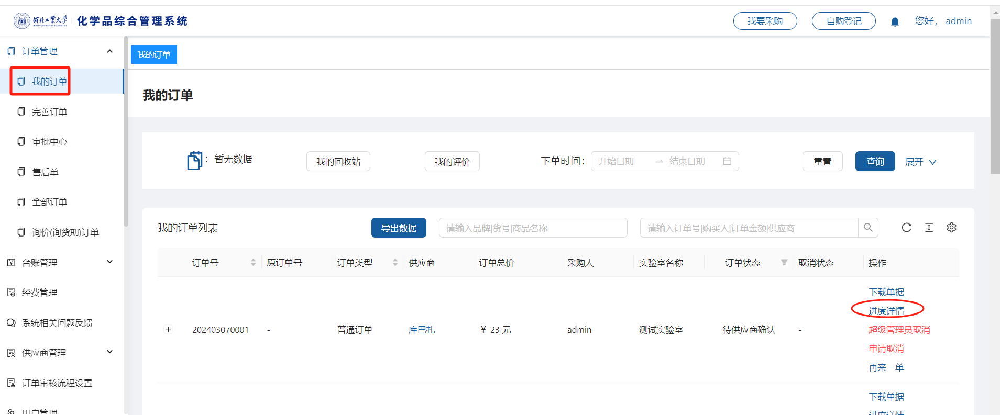 河北工业大学 化学品综合管理系统
我要采购
自购登记
您好， admin
订单管理
我的订单
完善订单
审批中心
售后单
全部订单
询价(询货期)订单
台账管理
经费管理
系统相关问题反馈
供应商管理
订单审核流程设置
用户管理
我的订单
我的订单
：暂无数据
我的回收站
我的评价
下单时间：
开始日期 → 结束日期
重置
查询
展开
我的订单列表
导出数据
请输入品牌|货号|商品名称
请输入订单号|购买人|订单金额|供应商
订单号 原订单号 订单类型 供应商 订单总价 采购人 实验室名称 订单状态 取消状态 操作
+ 202403070001 - 普通订单 库巴扎 ¥ 23 元 admin 测试实验室 待供应商确认 -
下载单据
进度详情
超级管理员取消
申请取消
再来一单
下载单据
进度详情